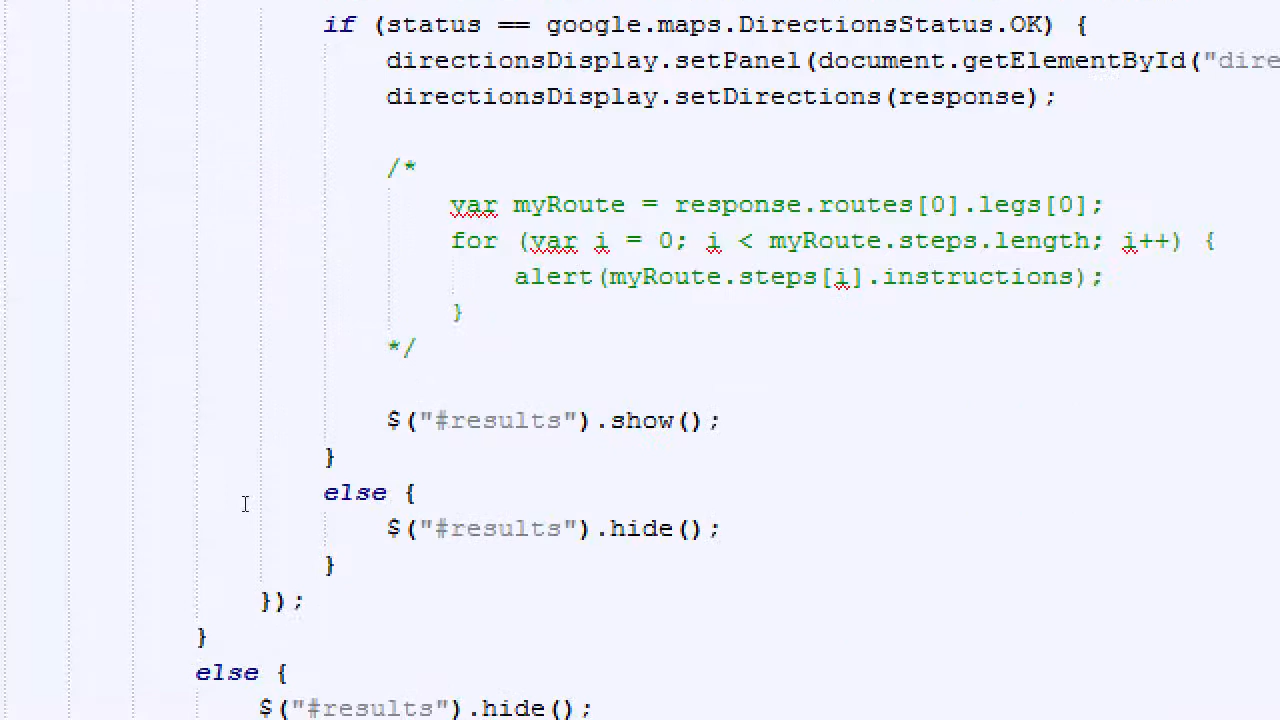 if (status == google.maps.DirectionsStatus.OK) {
directionsDisplay.setPanel(document.getElementById("dire
directionsDisplay.setDirections(response);
/*
var myRoute = response.routes[0].legs[0];
for (var i = 0; i < myRoute.steps.length; i++) {
alert(myRoute.steps[i].instructions);
}
*/
$("#results").show();
}
else {
$("#results").hide();
}
});
}
else {
$("#results").hide();